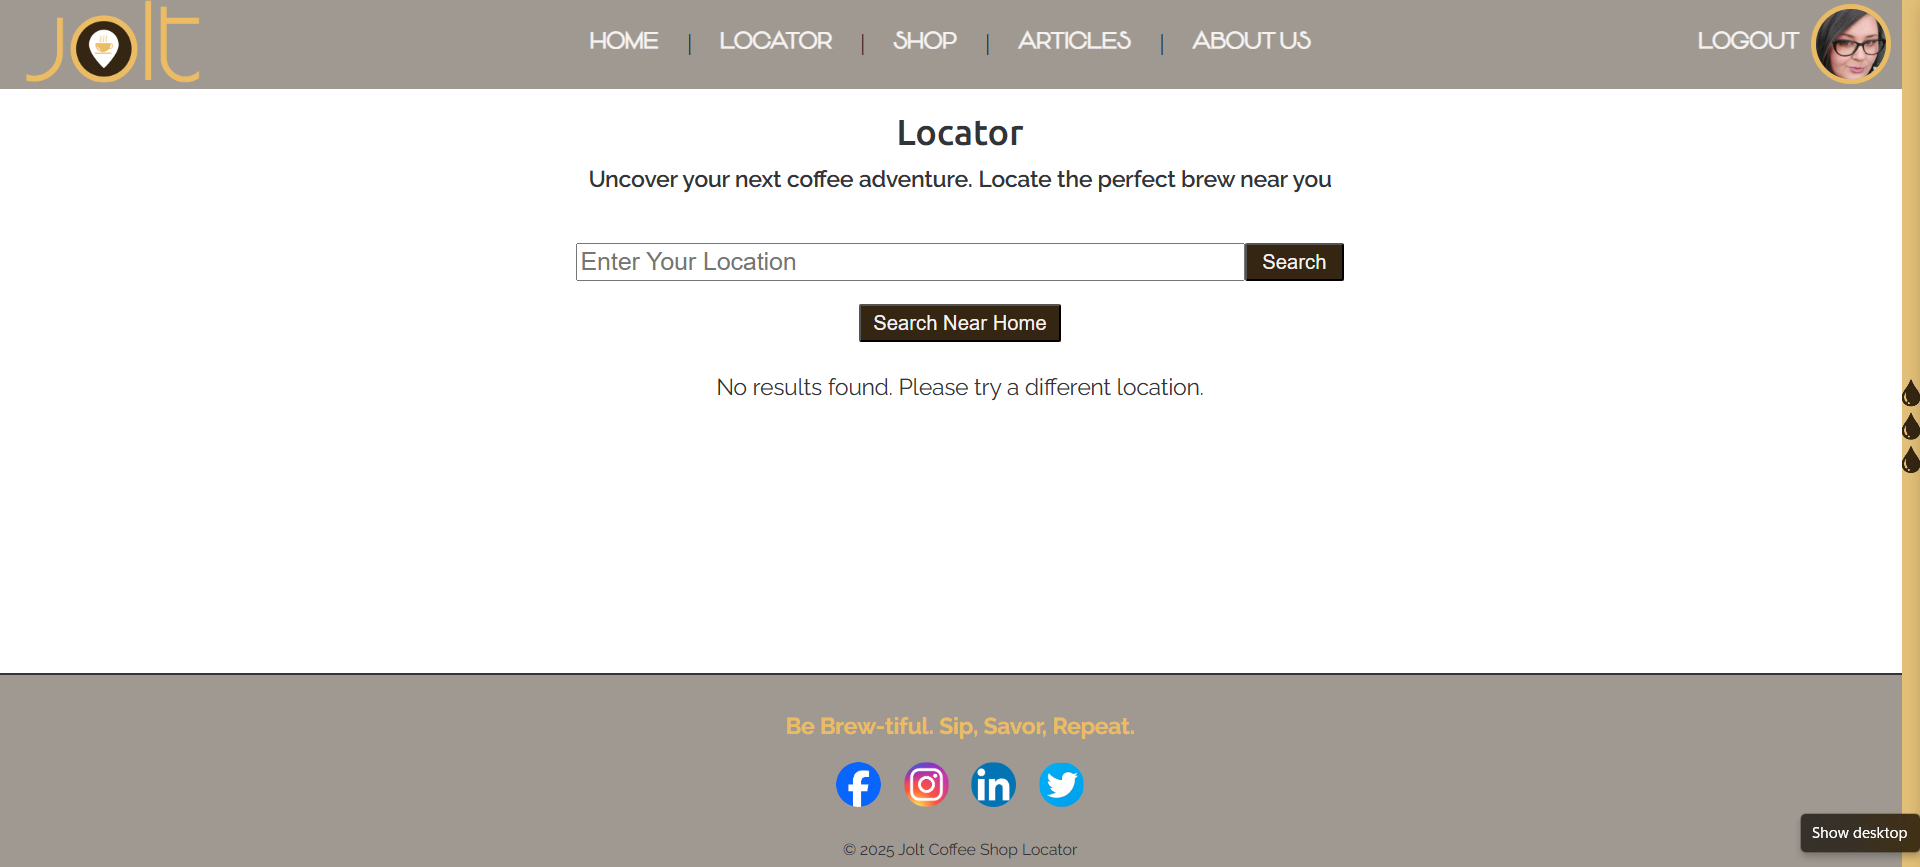 Jolt
HOME | LOCATOR | SHOP | ARTICLES | ABOUT US
LOGOUT
Locator
Uncover your next coffee adventure. Locate the perfect brew near you
Enter Your Location
Search
Search Near Home
No results found. Please try a different location.
Be Brew-tiful. Sip, Savor, Repeat.
© 2025 Jolt Coffee Shop Locator
Show desktop